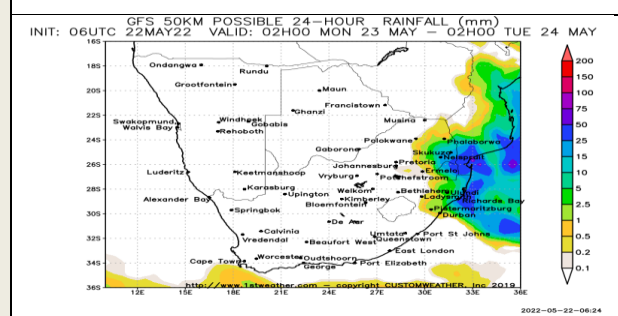 GFS 50KM POSSIBLE 24-HOUR RAINFALL (mm)
INIT: 06UTC 22MAY22 VALID: 02H00 MON 23 MAY - 02H00 TUE 24 MAY
16S
Ondangwa
Rundu
200
18S
150
Grootfontein
Maun
20S
100
Francistown
Ghanzi
75
22S
Swakopmund
Windhoek
Gobabis
Musina
50
Walvis Bay
Rehoboth
24S
Polokwane
Phalaborwa
25
Gaborone
Skukuza
Nelspruit
15
26S
Johannesburg
Pretoria
Luderitz
Keetmanshoop
Vryburg
Potchefstroom
Ermelo
10
28S
Karasburg
Upington
Welkom
Bethlehem
Ulundi
5
Alexander Bay
Kimberley
Ladysmith
Richards Bay
2.5
Bloemfontein
30S
Springbok
Pietermaritzburg
Durban
1
De Aar
32S
Calvinia
Umtata
Port St Johns
0.5
Vredendal
Beaufort West
Queenstown
East London
0.2
34S
Cape Town
Worcester
Oudtshoorn
George
Port Elizabeth
0.1
http://www.1stweather.com - copyright CUSTOMWEATHER, Inc 2019
36S
12E 15E 18E 21E 24E 27E 30E 33E 36E
2022-05-22-06:24